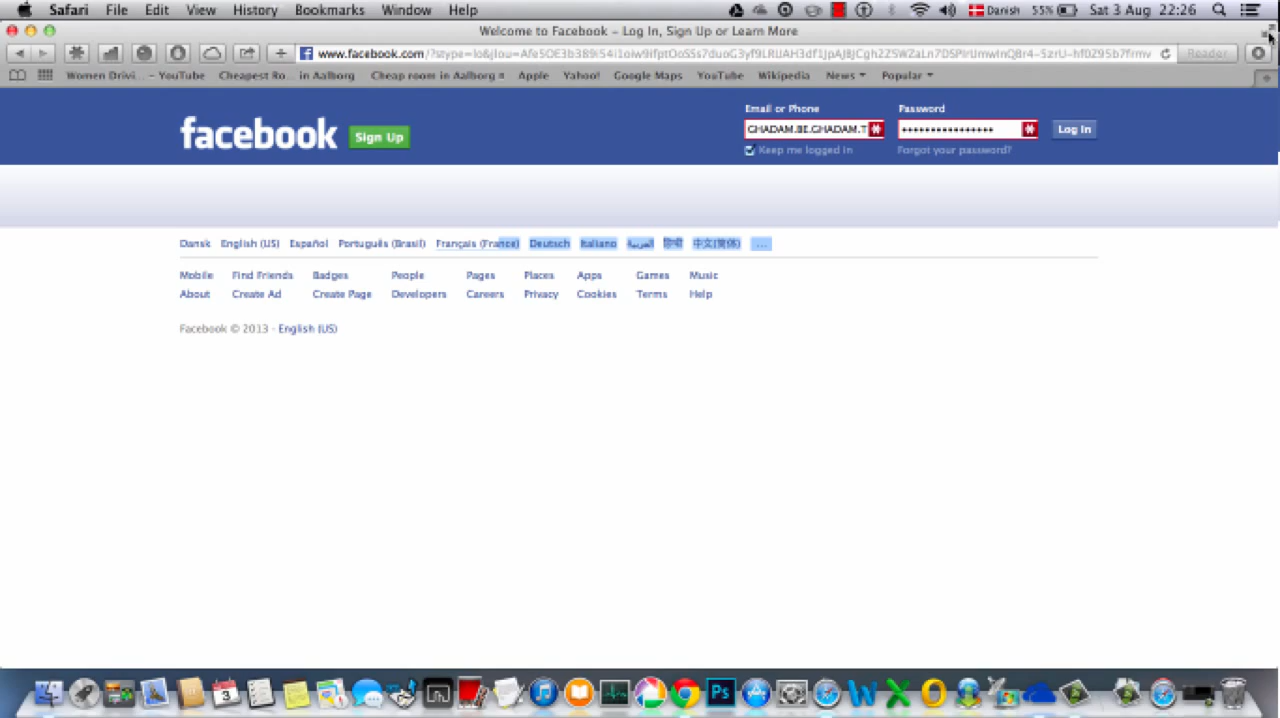 Safari File Edit View History Bookmarks Window Help Danish 55% Sat 3 Aug 22:26
Welcome to Facebook – Log In, Sign Up or Learn More
www.facebook.com Reader
Women Drivi... – YouTube Cheapest Ro... in Aalborg Cheap room in Aalborg Apple Yahoo! Google Maps YouTube Wikipedia News Popular
Email or Phone Password
facebook Sign Up GHADAM.BE.GHADAM.T •••••••••••••••• Log In
Keep me logged in Forgot your password?
Dansk English (US) Español Português (Brasil) Français (France) Deutsch Italiano العربية हिन्दी 中文(简体) ...
Mobile Find Friends Badges People Pages Places Apps Games Music
About Create Ad Create Page Developers Careers Privacy Cookies Terms Help
Facebook © 2013 · English (US)
3 Ps W X O